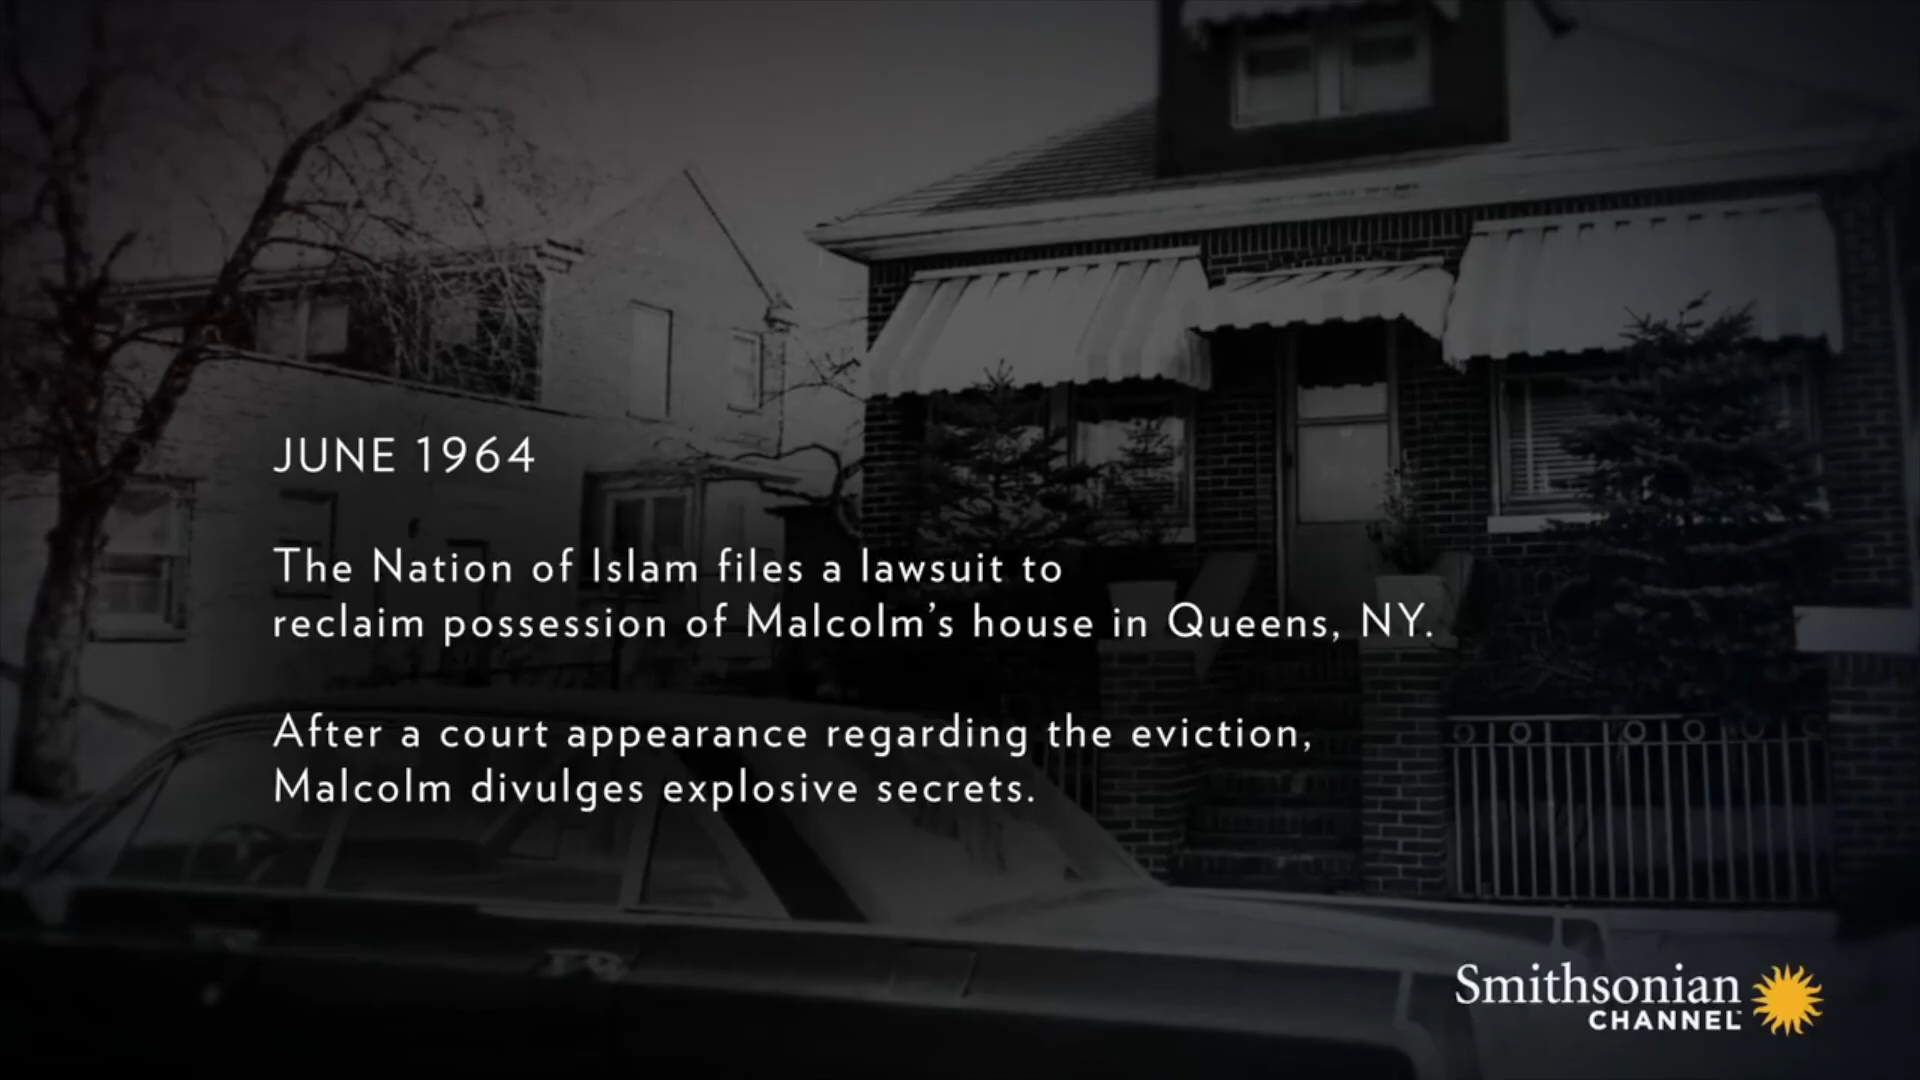 JUNE 1964
The Nation of Islam files a lawsuit to
reclaim possession of Malcolm’s house in Queens, NY.
After a court appearance regarding the eviction,
Malcolm divulges explosive secrets.
Smithsonian
CHANNEL